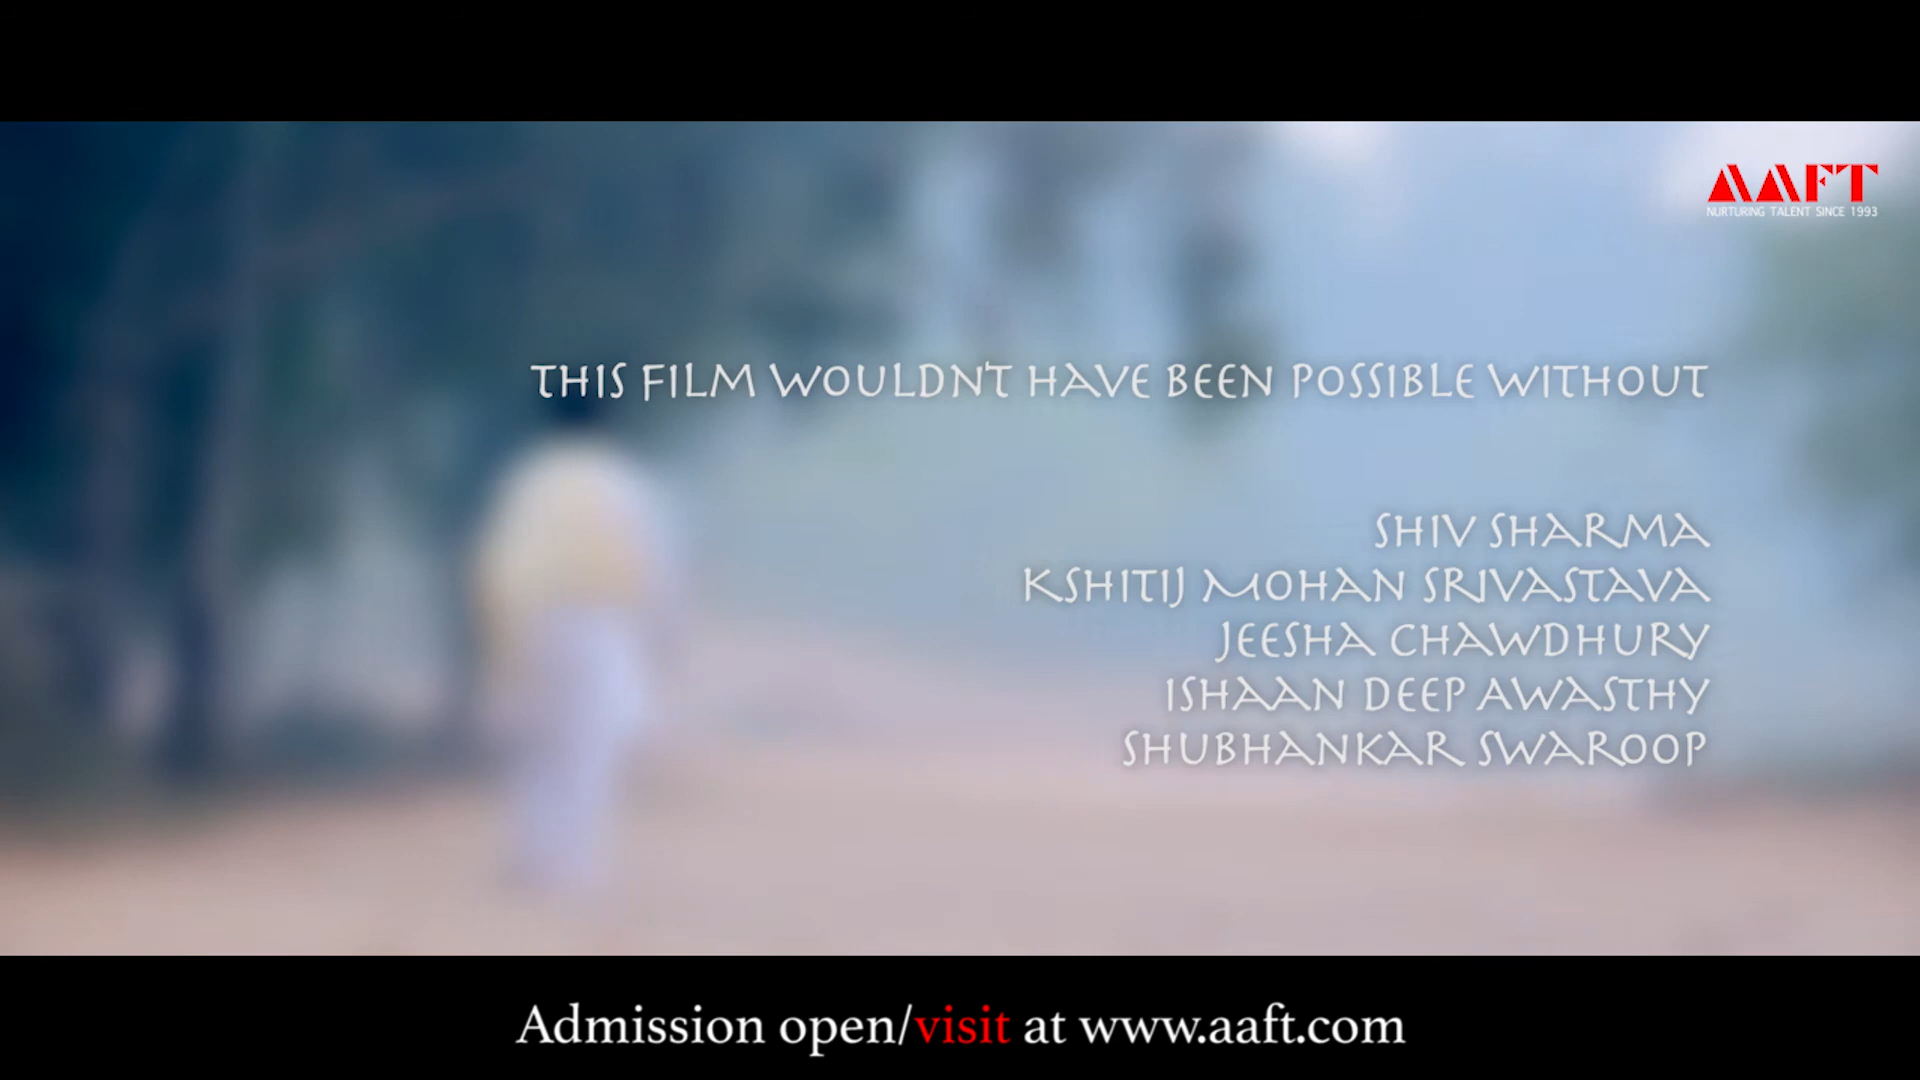 AAFT
NURTURING TALENT SINCE 1993
THIS FILM WOULDN'T HAVE BEEN POSSIBLE WITHOUT
SHIV SHARMA
KSHITIJ MOHAN SRIVASTAVA
JEESHA CHAWDHURY
ISHAAN DEEP AWASTHY
SHUBHANKAR SWAROOP
Admission open/visit at www.aaft.com